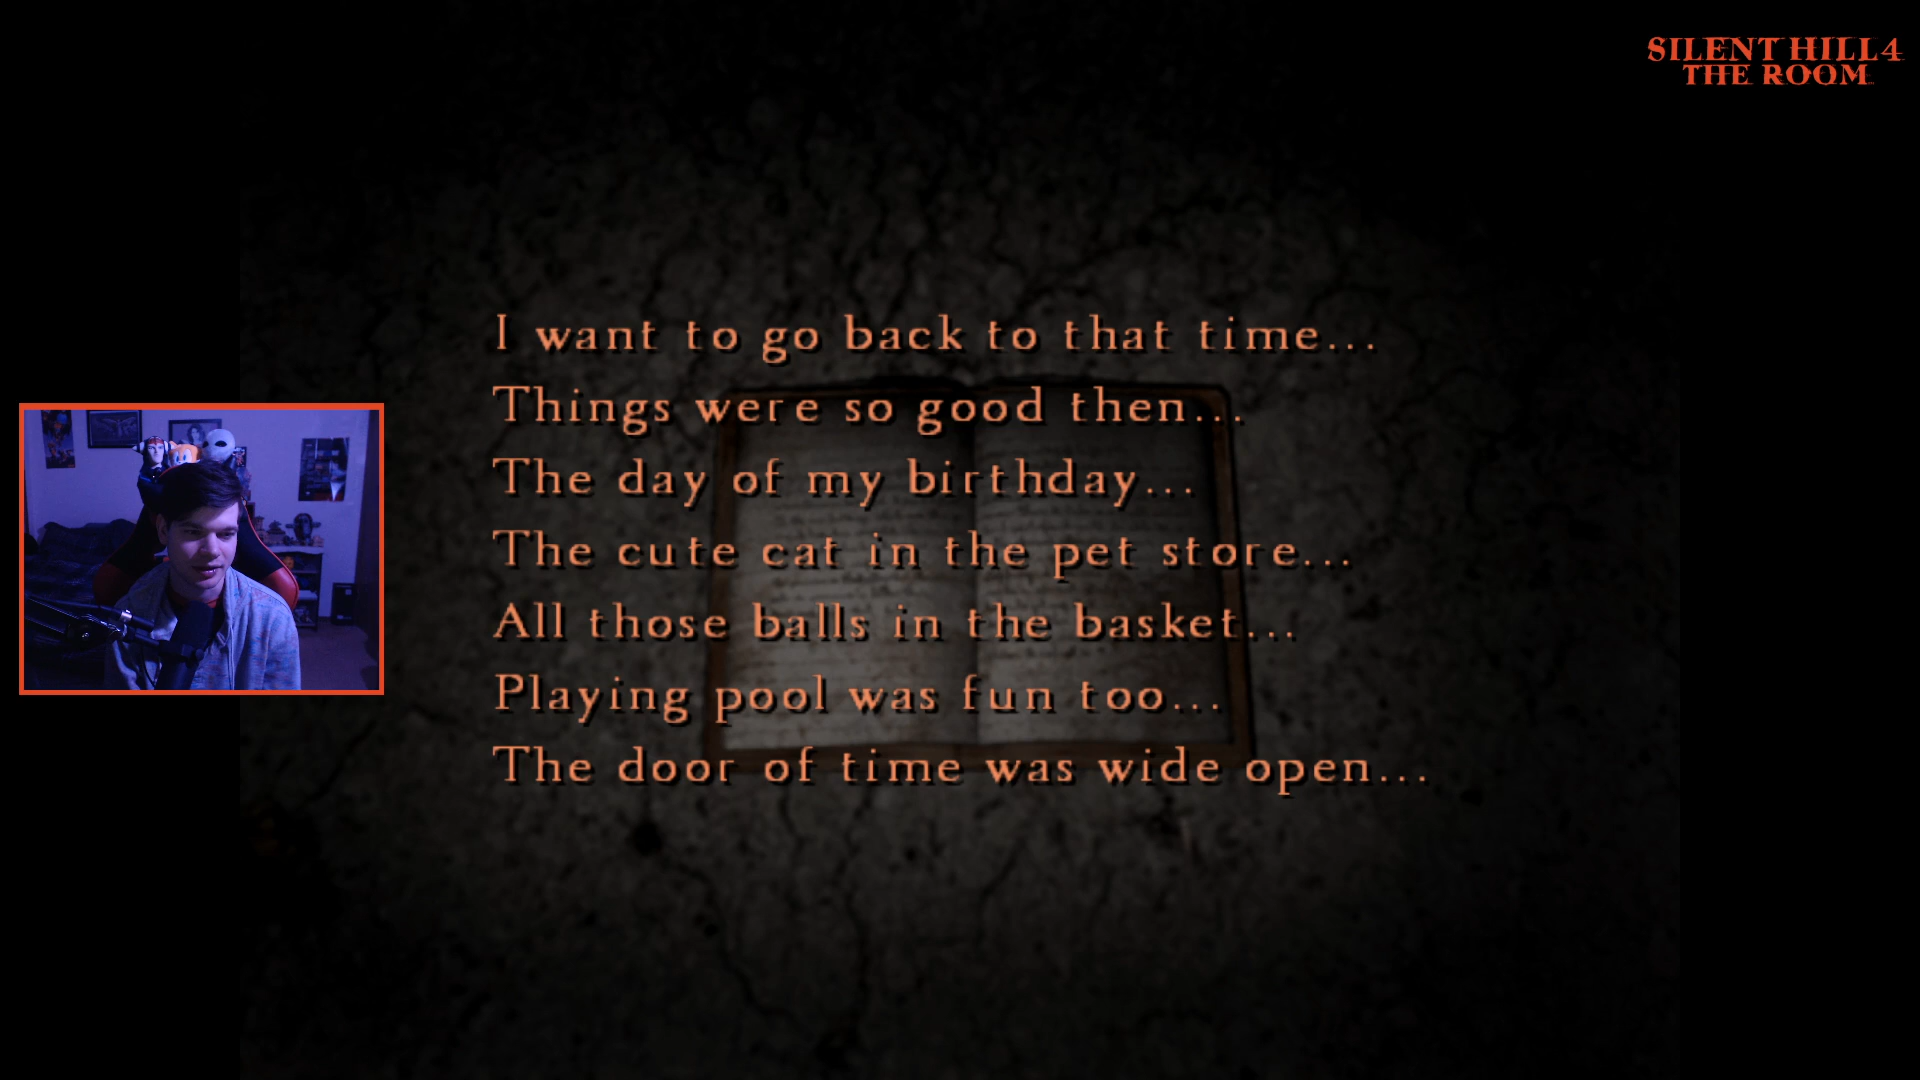 SILENT HILL 4
THE ROOM
I want to go back to that time...
Things were so good then...
The day of my birthday...
The cute cat in the pet store...
All those balls in the basket...
Playing pool was fun too...
The door of time was wide open...